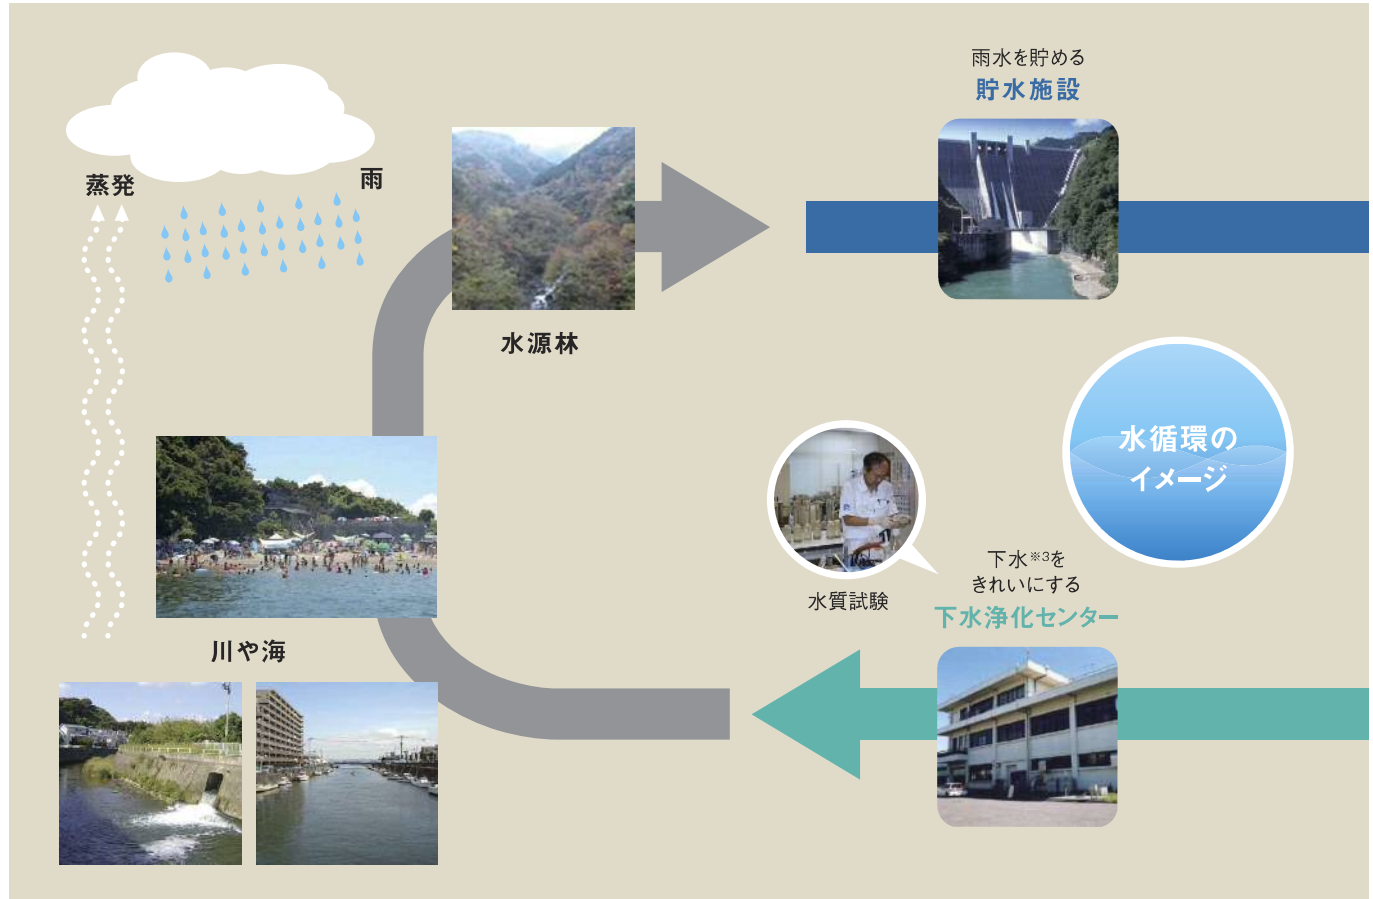 雨水を貯める
貯水施設
蒸発
雨
水源林
水循環の
イメージ
川や海
水質試験
下水※3を
きれいにする
下水浄化センター